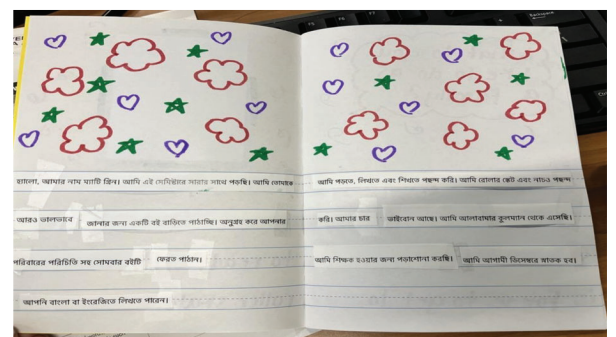 হ্যালো, আমার নাম ম্যাটি গ্রিন। আমি এই সেমিস্টারে সারার সাথে পড়ছি। আমি তোমাকে
আরও ভালভাবে জানার জন্য একটি বই বাড়িতে পাঠাচ্ছি। অনুগ্রহ করে আপনার
পরিবারের পরিচিতি সহ সোমবার বইটি ফেরত পাঠান।
আপনি বাংলা বা ইংরেজিতে লিখতে পারেন।
আমি পড়তে, লিখতে এবং শিখতে পছন্দ করি। আমি রোলার স্কেট এবং নাচও পছন্দ
করি। আমার চার ভাইবোন আছে। আমি আলাবামার কুলম্যান থেকে এসেছি।
আমি শিক্ষক হওয়ার জন্য পড়াশোনা করছি। আমি আগামী ডিসেম্বরে স্নাতক হব।